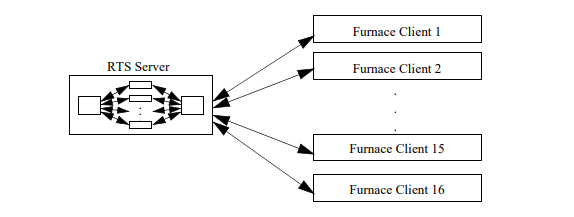 Furnace Client 1
RTS Server
Furnace Client 2
.
.
.
Furnace Client 15
Furnace Client 16